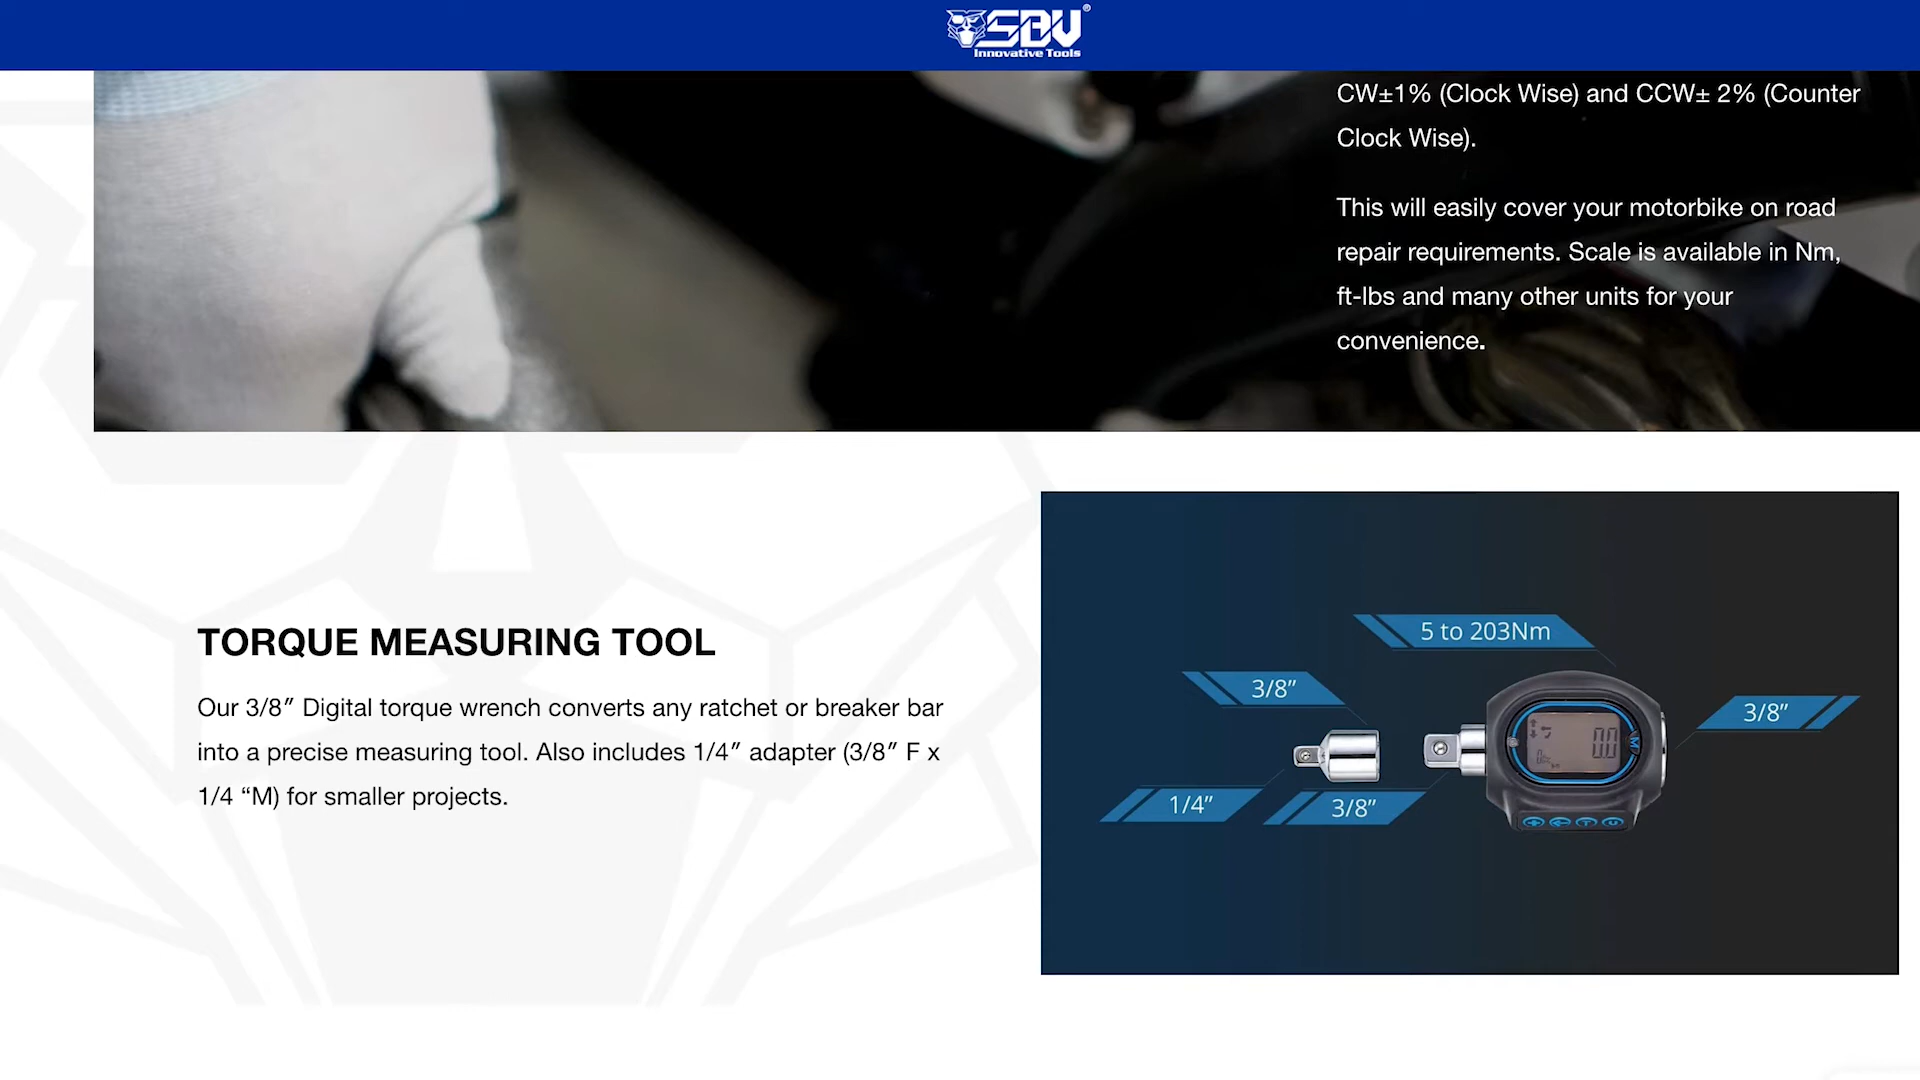 SBV®
Innovative Tools
CW±1% (Clock Wise) and CCW± 2% (Counter
Clock Wise).
This will easily cover your motorbike on road
repair requirements. Scale is available in Nm,
ft-lbs and many other units for your
convenience.
TORQUE MEASURING TOOL
Our 3/8″ Digital torque wrench converts any ratchet or breaker bar
into a precise measuring tool. Also includes 1/4″ adapter (3/8″ F x
1/4 “M) for smaller projects.
5 to 203Nm
3/8”
3/8”
1/4”
3/8”
0.0
M
T
U